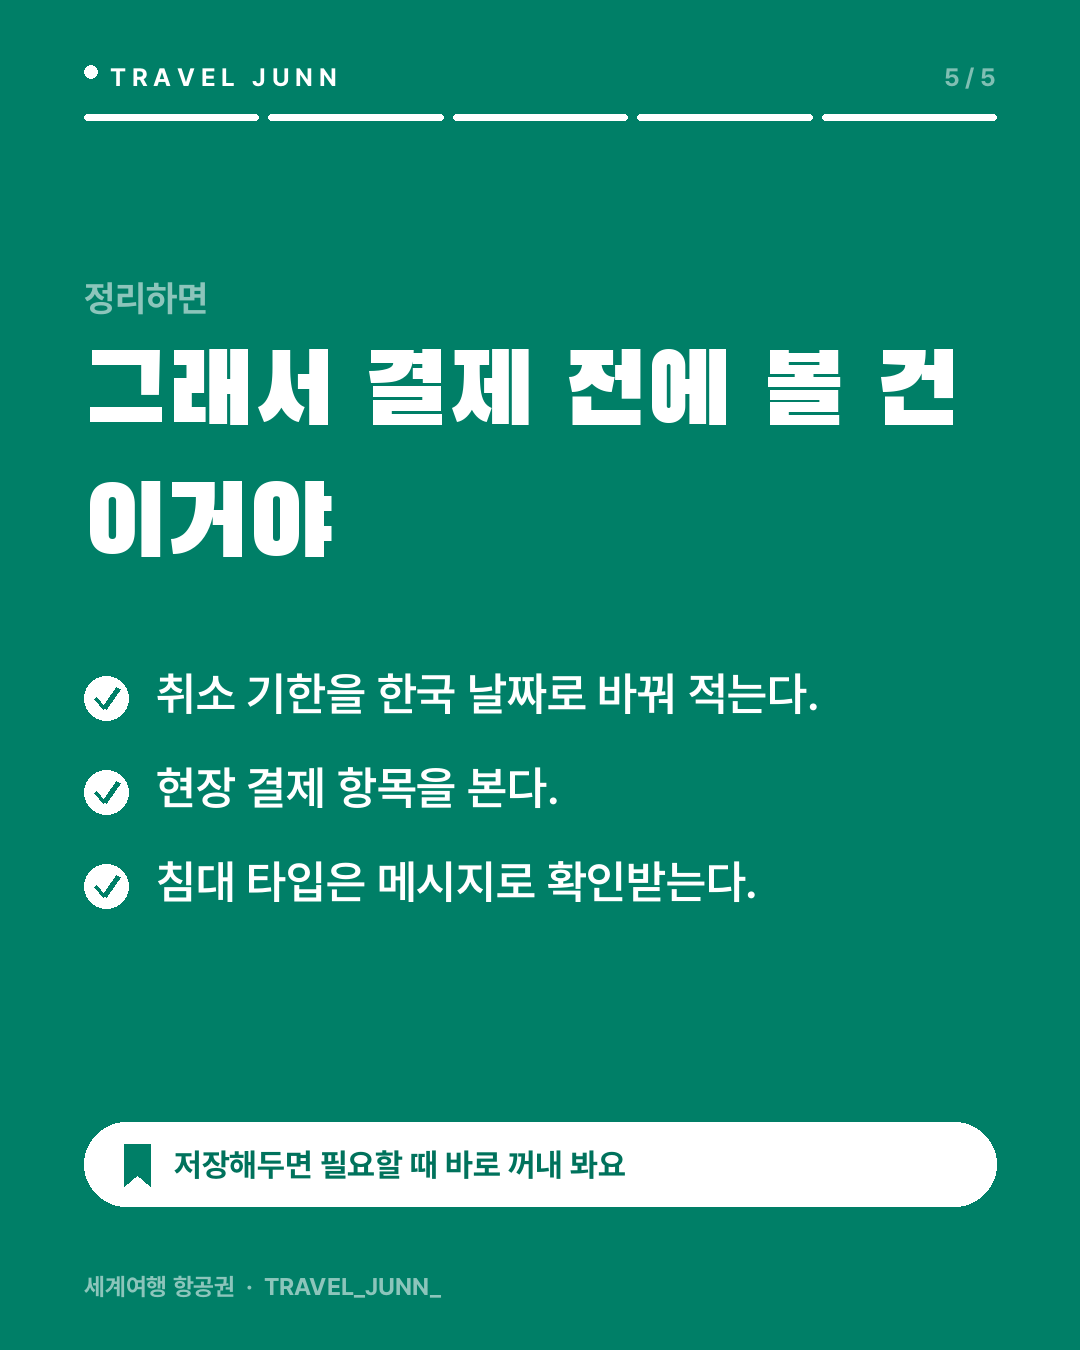 TRAVEL JUNN
5 / 5
정리하면
그래서 결제 전에 볼 건
이거야
취소 기한을 한국 날짜로 바꿔 적는다.
현장 결제 항목을 본다.
침대 타입은 메시지로 확인받는다.
저장해두면 필요할 때 바로 꺼내 봐요
세계여행 항공권 · TRAVEL_JUNN_